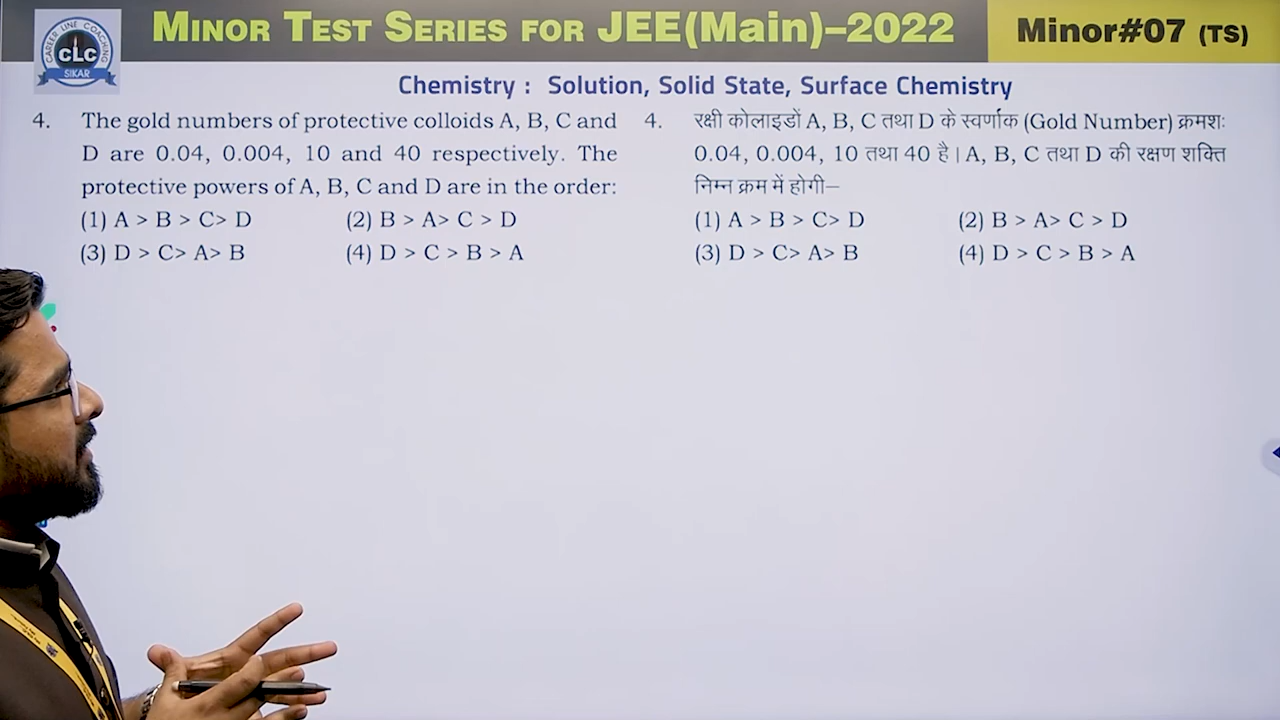 CAREER LINE COACHING
CLC
SIKAR
MINOR TEST SERIES FOR JEE(MAIN)–2022
Minor#07 (TS)
Chemistry : Solution, Solid State, Surface Chemistry
4. The gold numbers of protective colloids A, B, C and
D are 0.04, 0.004, 10 and 40 respectively. The
protective powers of A, B, C and D are in the order:
(1) A > B > C> D (2) B > A> C > D
(3) D > C> A> B (4) D > C > B > A
4. रक्षी कोलाइडों A, B, C तथा D के स्वर्णांक (Gold Number) क्रमशः
0.04, 0.004, 10 तथा 40 है। A, B, C तथा D की रक्षण शक्ति
निम्न क्रम में होगी–
(1) A > B > C> D (2) B > A> C > D
(3) D > C> A> B (4) D > C > B > A